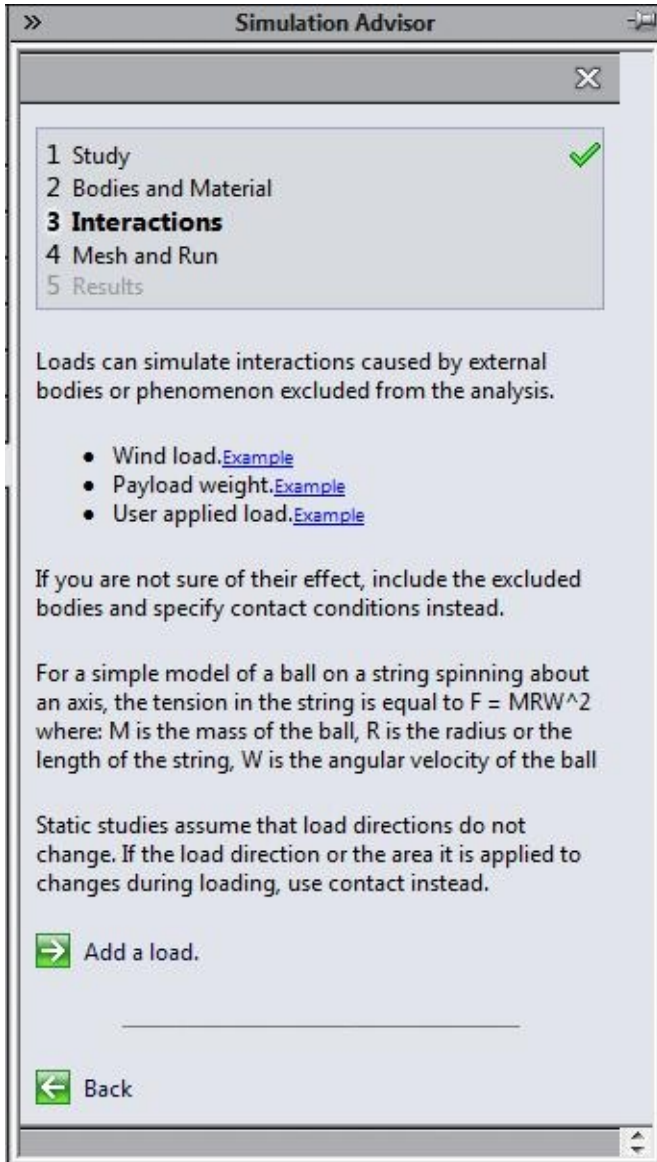 Simulation Advisor
1 Study
2 Bodies and Material
3 Interactions
4 Mesh and Run
5 Results
Loads can simulate interactions caused by external
bodies or phenomenon excluded from the analysis.
• Wind load.Example
• Payload weight.Example
• User applied load.Example
If you are not sure of their effect, include the excluded
bodies and specify contact conditions instead.
For a simple model of a ball on a string spinning about
an axis, the tension in the string is equal to F = MRW^2
where: M is the mass of the ball, R is the radius or the
length of the string, W is the angular velocity of the ball
Static studies assume that load directions do not
change. If the load direction or the area it is applied to
changes during loading, use contact instead.
Add a load.
Back